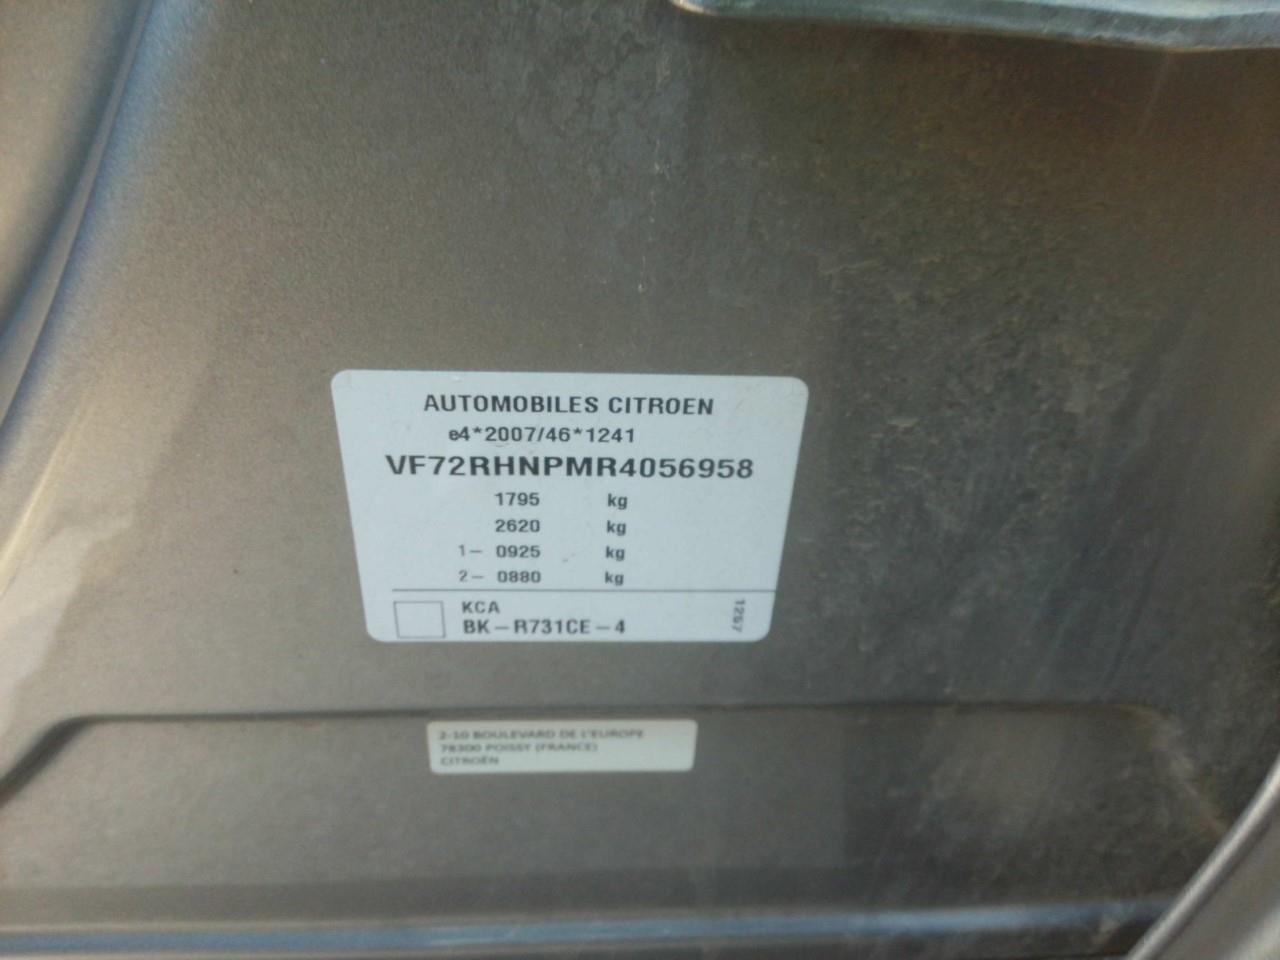 AUTOMOBILES CITROEN
e4*2007/46*1241
VF72RHNPMR4056958
1795 kg
2620 kg
1- 0925 kg
2- 0880 kg
KCA
BK-R731CE-4
1257
2-10 BOULEVARD DE L'EUROPE
78300 POISSY (FRANCE)
CITROËN